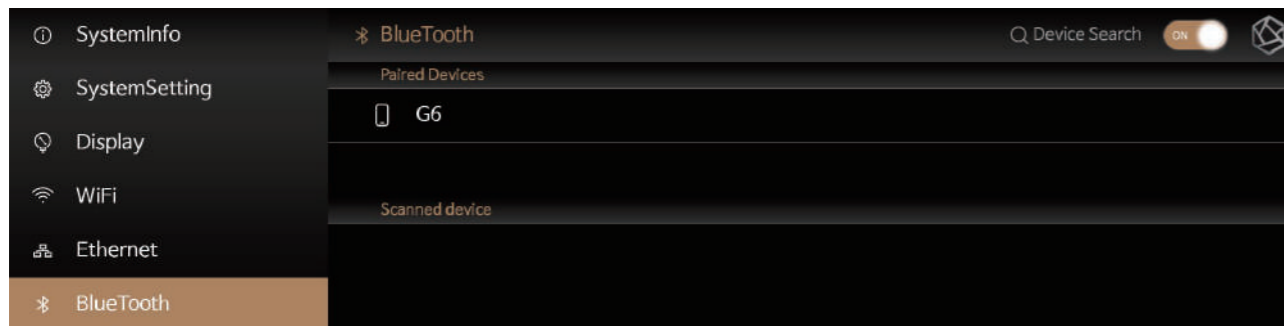 SystemInfo
SystemSetting
Display
WiFi
Ethernet
BlueTooth
BlueTooth
Device Search
ON
Paired Devices
G6
Scanned device